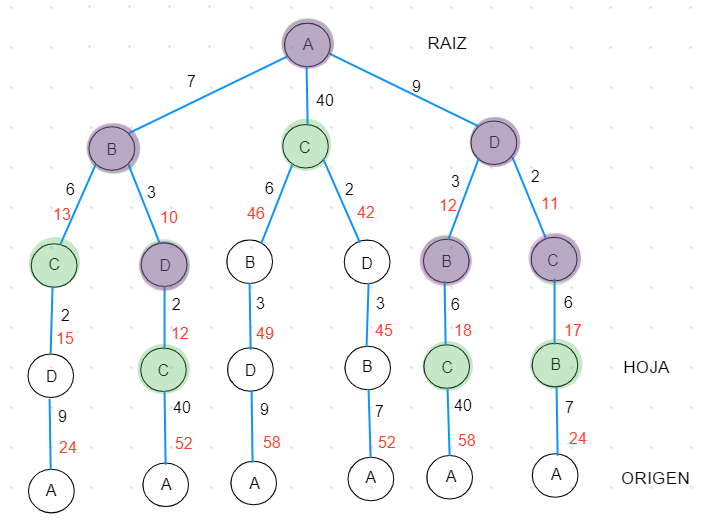 A RAIZ
7 40 9
B C D
6 3 6 2 3 2
13 10 46 42 12 11
C D B D B C
2 2 3 3 6 6
15 12 49 45 18 17
D C D B C B HOJA
9 40 9 7 40 7
24 52 58 52 58 24
A A A A A A ORIGEN